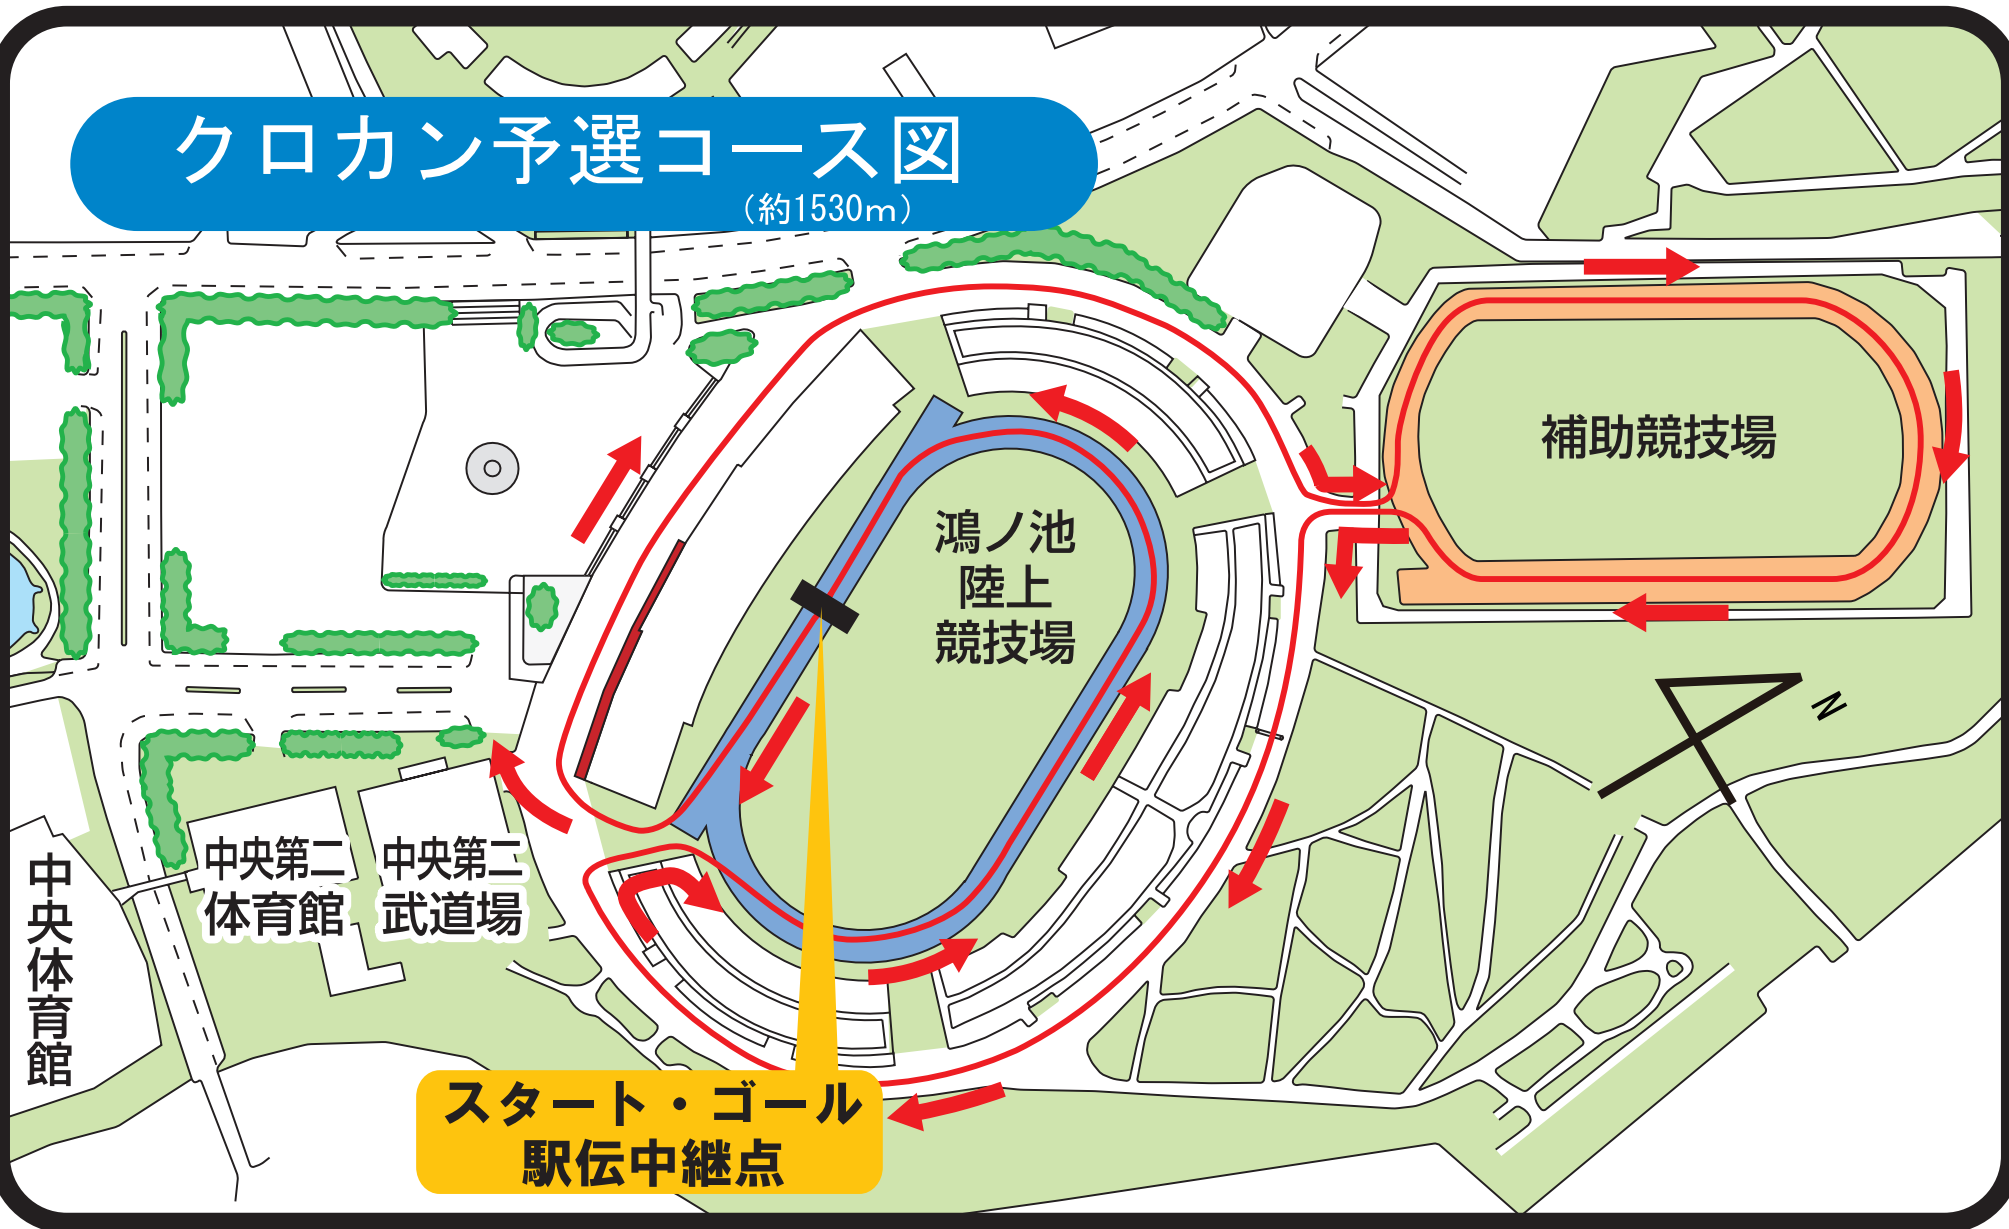 クロカン予選コース図
（約1530ｍ）
補助競技場
鴻ノ池
陸上
競技場
N
中央第二
体育館
中央第二
武道場
中央体育館
スタート・ゴール
駅伝中継点